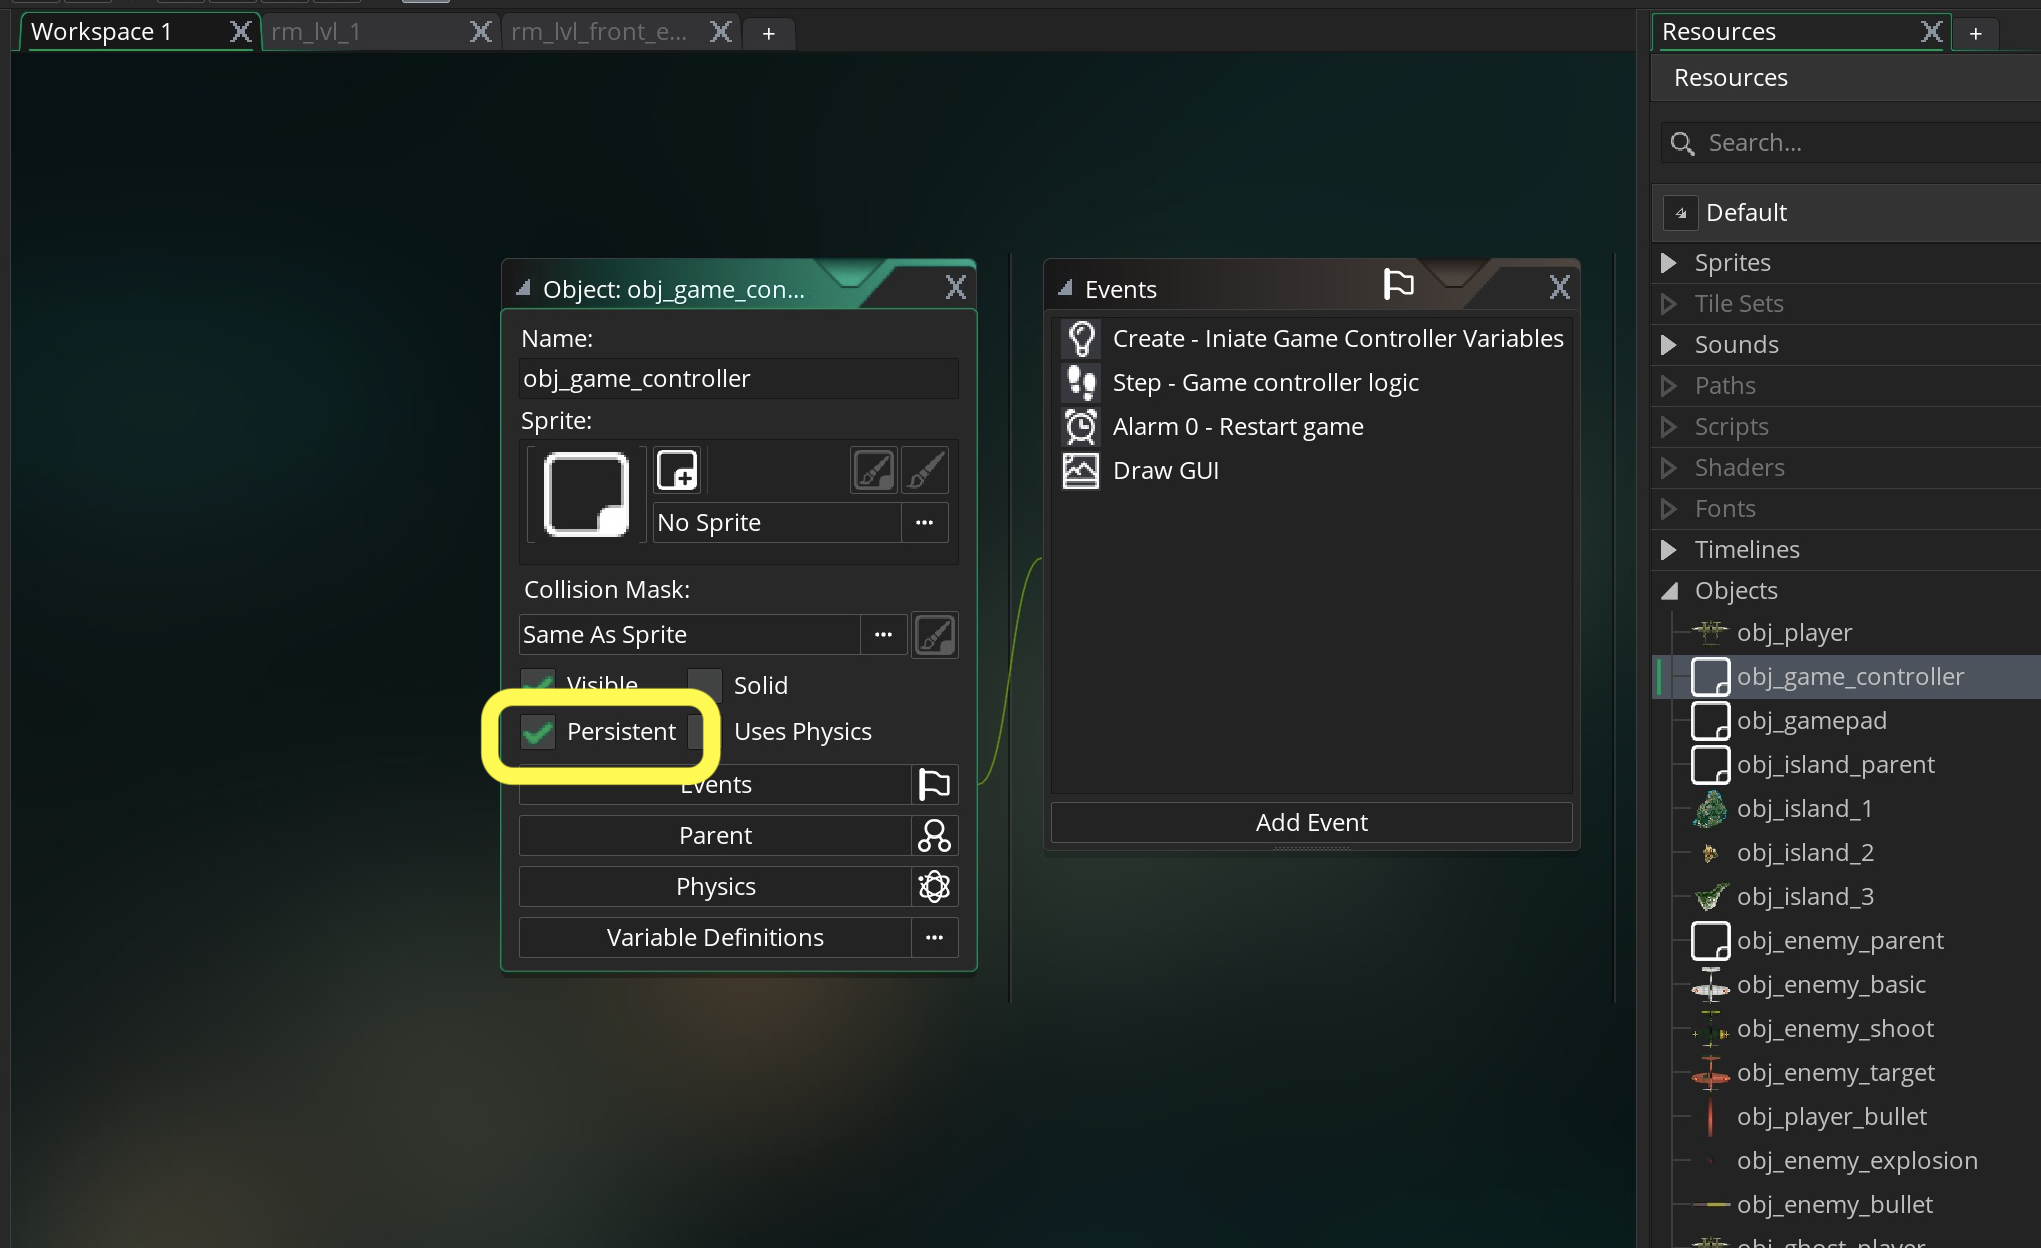 Workspace 1
rm_lvl_1
rm_lvl_front_e...
+
Resources
+
Resources
Search...
Default
Sprites
Tile Sets
Sounds
Paths
Scripts
Shaders
Fonts
Timelines
Objects
obj_player
obj_game_controller
obj_gamepad
obj_island_parent
obj_island_1
obj_island_2
obj_island_3
obj_enemy_parent
obj_enemy_basic
obj_enemy_shoot
obj_enemy_target
obj_player_bullet
obj_enemy_explosion
obj_enemy_bullet
obj_ghost_player
Object: obj_game_con...
Name:
obj_game_controller
Sprite:
No Sprite
...
Collision Mask:
Same As Sprite
...
Visible
Solid
Persistent
Uses Physics
Events
Parent
Physics
Variable Definitions
...
Events
Create - Iniate Game Controller Variables
Step - Game controller logic
Alarm 0 - Restart game
Draw GUI
Add Event